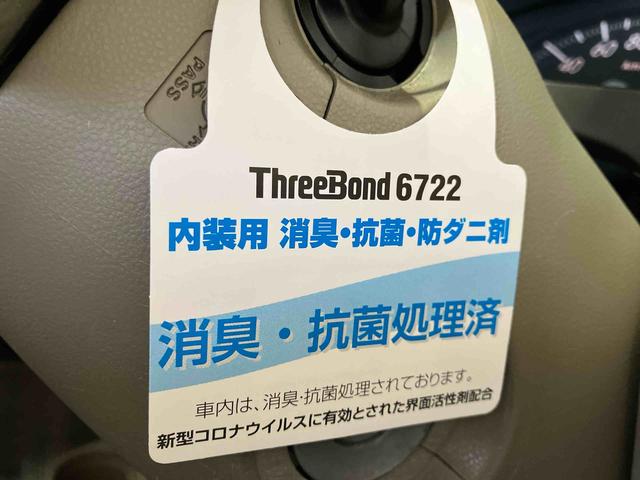 PASS
ThreeBond 6722
内装用 消臭・抗菌・防ダニ剤
消臭・抗菌処理済
車内は、消臭・抗菌処理されております。
新型コロナウイルスに有効とされた界面活性剤配合